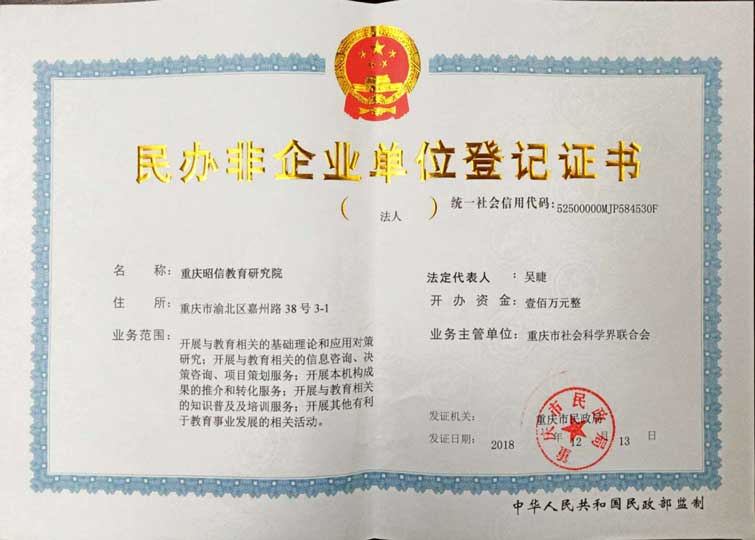 民办非企业单位登记证书
( 法人 )
统一社会信用代码: 52500000MJP584530F
名 称: 重庆昭信教育研究院
住 所: 重庆市渝北区嘉州路 38 号 3-1
业务范围: 开展与教育相关的基础理论和应用对策
研究; 开展与教育相关的信息咨询、决
策咨询、项目策划服务; 开展本机构成
果的推介和转化服务; 开展与教育相关
的知识普及及培训服务; 开展其他有利
于教育事业发展的相关活动。
法定代表人 : 吴睫
开 办 资 金: 壹佰万元整
业务主管单位: 重庆市社会科学界联合会
发证机关: 重庆市民政局
发证日期: 2018 年 12 月 13 日
重庆市民政局
中华人民共和国民政部监制